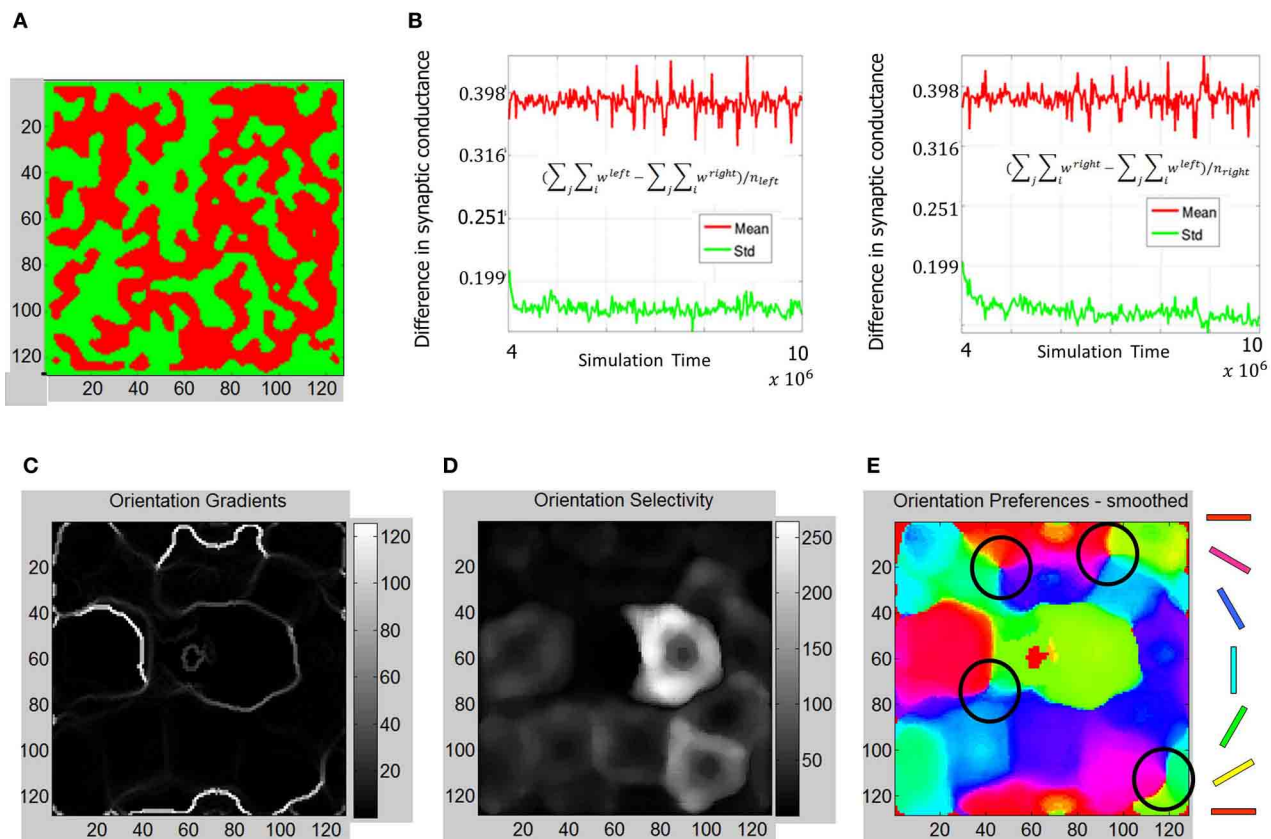 A
20
40
60
80
100
120
20 40 60 80 100 120
B
Difference in synaptic conductance
0.398
0.316
0.251
0.199
(∑j∑i w^left − ∑j∑i w^right)/n_left
Mean
Std
4 Simulation Time 10
x 10^6
Difference in synaptic conductance
0.398
0.316
0.251
0.199
(∑j∑i w^right − ∑j∑i w^left)/n_right
Mean
Std
4 Simulation Time 10
x 10^6
C
Orientation Gradients
20
40
60
80
100
120
20 40 60 80 100 120
120
100
80
60
40
20
D
Orientation Selectivity
20
40
60
80
100
120
20 40 60 80 100 120
250
200
150
100
50
E
Orientation Preferences - smoothed
20
40
60
80
100
120
20 40 60 80 100 120